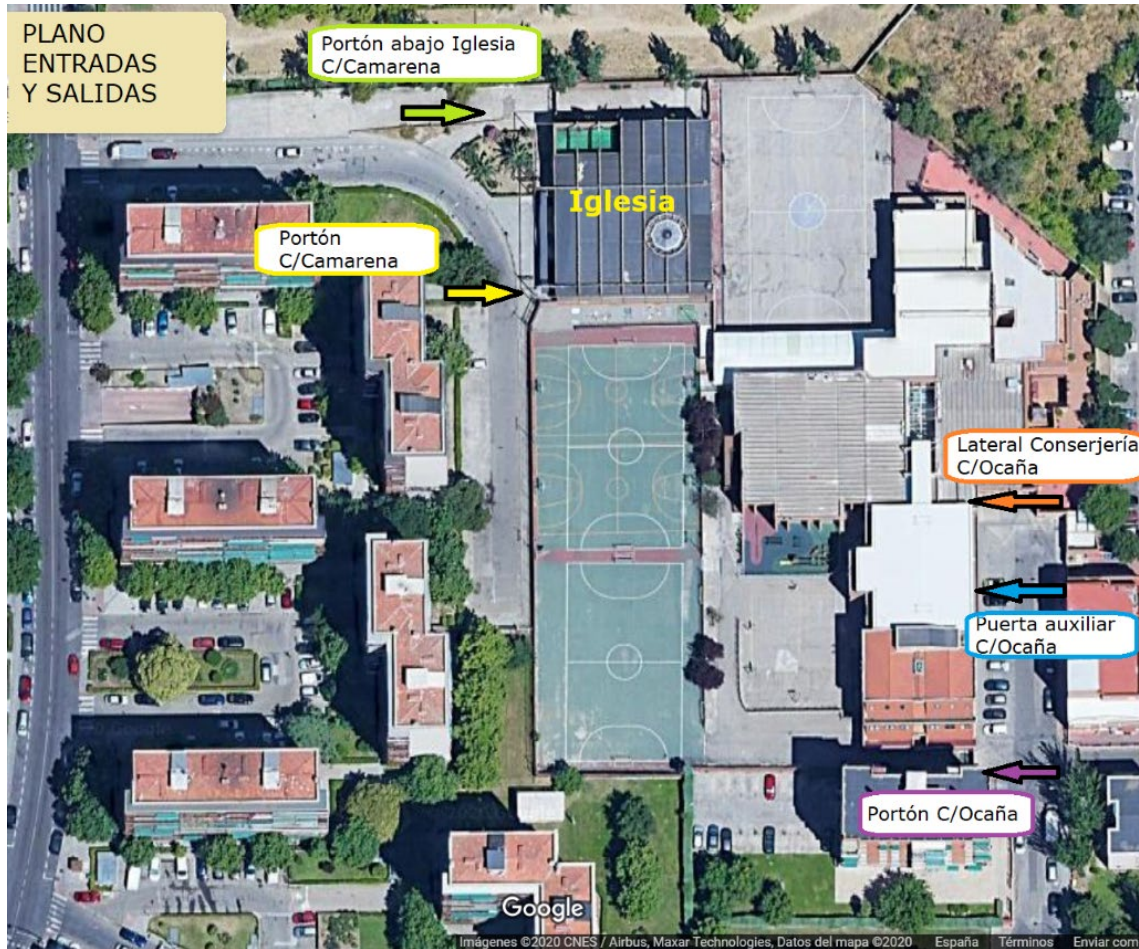 PLANO
ENTRADAS
Y SALIDAS
Portón abajo Iglesia
C/Camarena
Iglesia
Portón
C/Camarena
Lateral Conserjería
C/Ocaña
Puerta auxiliar
C/Ocaña
Portón C/Ocaña
Google
Imágenes ©2020 CNES / Airbus, Maxar Technologies, Datos del mapa ©2020 España Términos Enviar com